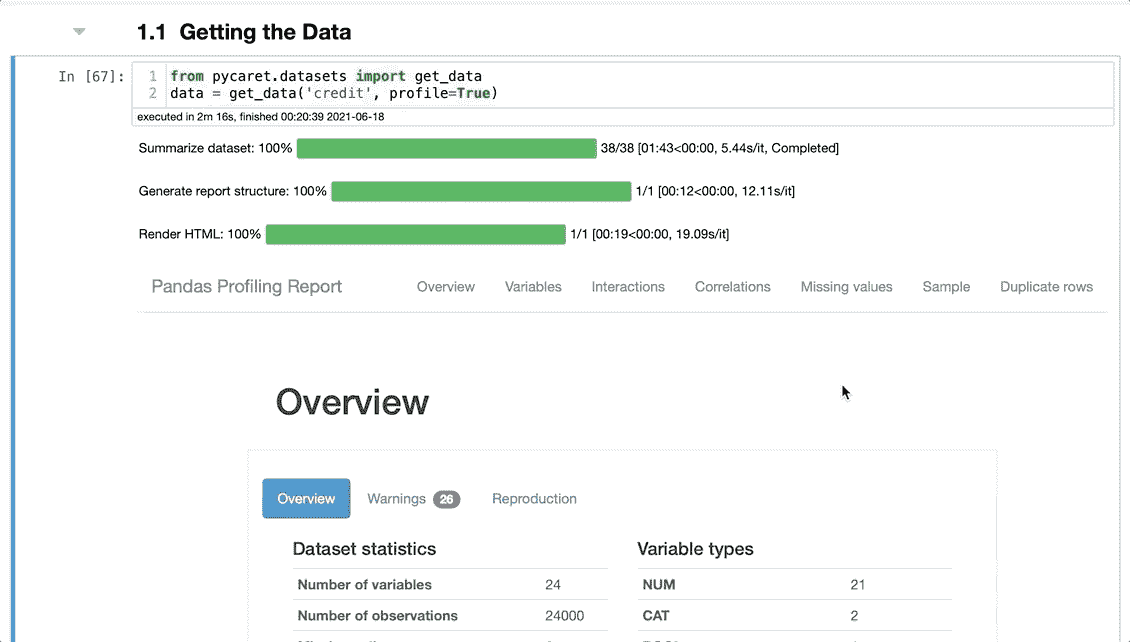 1.1 Getting the Data
In [67]:
1 from pycaret.datasets import get_data
2 data = get_data('credit', profile=True)
executed in 2m 16s, finished 00:20:39 2021-06-18
Summarize dataset: 100% 38/38 [01:43<00:00, 5.44s/it, Completed]
Generate report structure: 100% 1/1 [00:12<00:00, 12.11s/it]
Render HTML: 100% 1/1 [00:19<00:00, 19.09s/it]
Pandas Profiling Report Overview Variables Interactions Correlations Missing values Sample Duplicate rows
Overview
Overview Warnings 26 Reproduction
Dataset statistics Variable types
Number of variables 24 NUM 21
Number of observations 24000 CAT 2